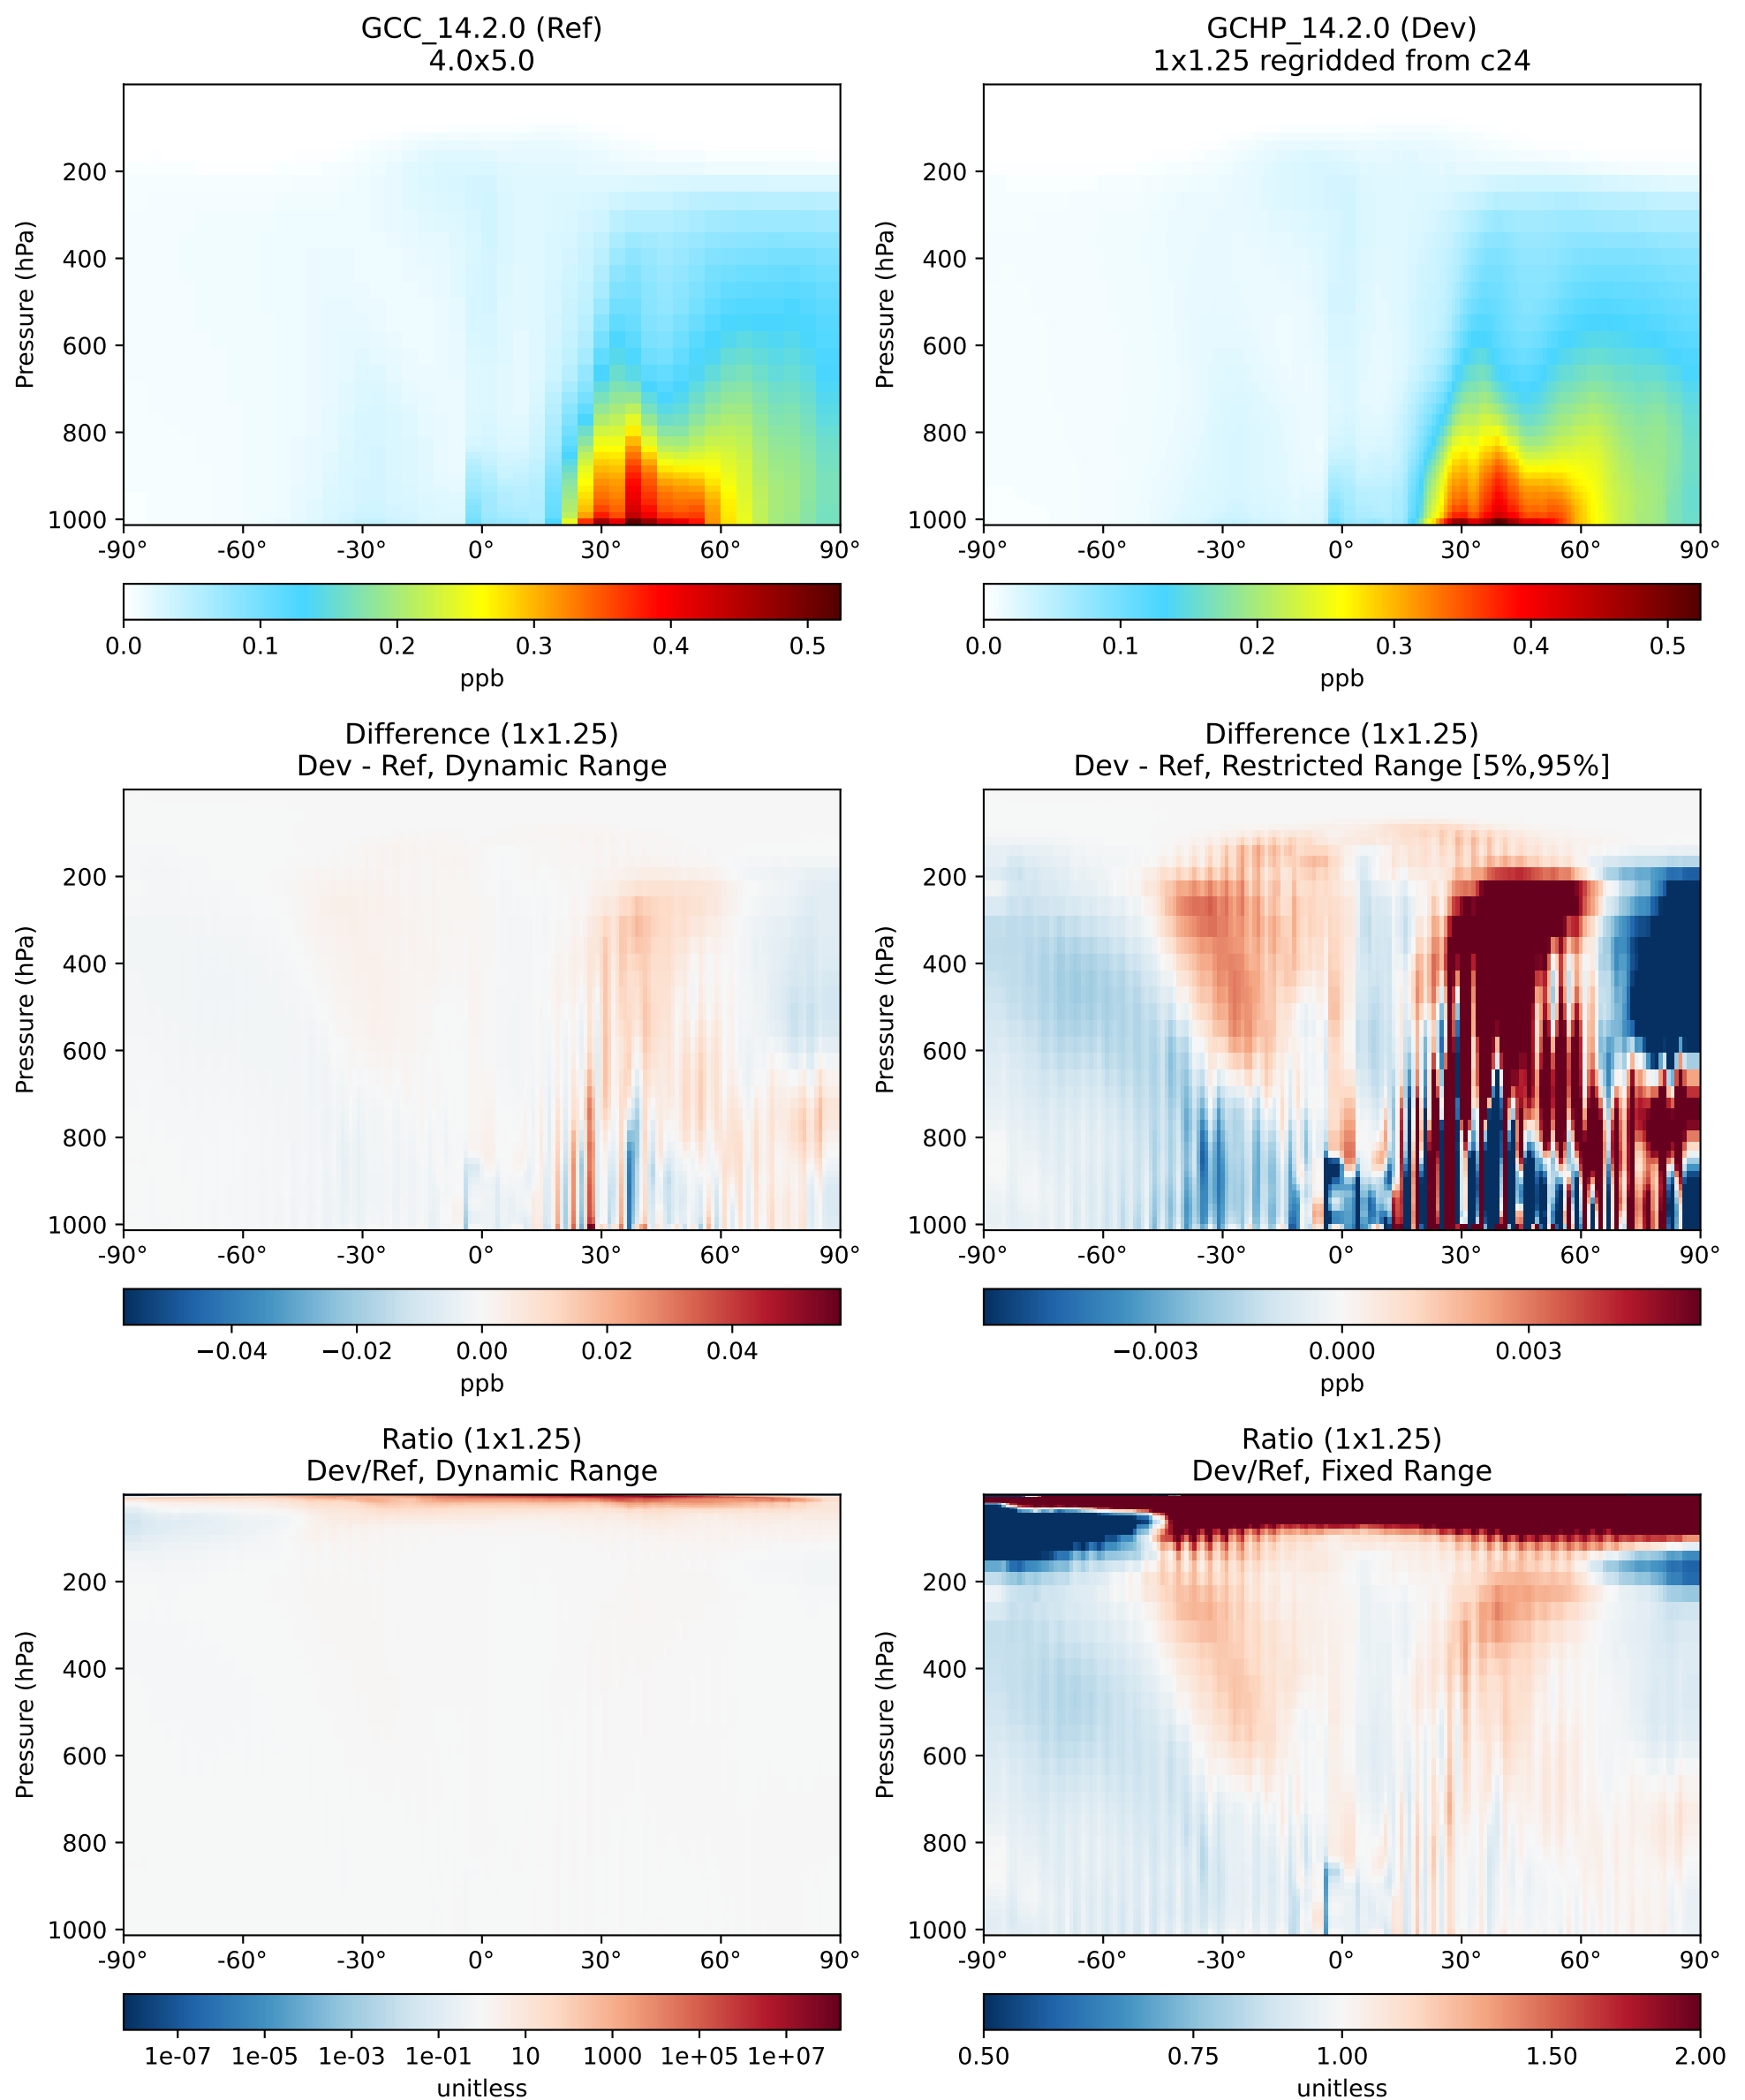 GCC_14.2.0 (Ref)
4.0x5.0
GCHP_14.2.0 (Dev)
1x1.25 regridded from c24
Pressure (hPa)
200
400
600
800
1000
-90° -60° -30° 0° 30° 60° 90°
0.0 0.1 0.2 0.3 0.4 0.5
ppb
Pressure (hPa)
200
400
600
800
1000
-90° -60° -30° 0° 30° 60° 90°
0.0 0.1 0.2 0.3 0.4 0.5
ppb
Difference (1x1.25)
Dev - Ref, Dynamic Range
Pressure (hPa)
200
400
600
800
1000
-90° -60° -30° 0° 30° 60° 90°
−0.04 −0.02 0.00 0.02 0.04
ppb
Difference (1x1.25)
Dev - Ref, Restricted Range [5%,95%]
Pressure (hPa)
200
400
600
800
1000
-90° -60° -30° 0° 30° 60° 90°
−0.003 0.000 0.003
ppb
Ratio (1x1.25)
Dev/Ref, Dynamic Range
Pressure (hPa)
200
400
600
800
1000
-90° -60° -30° 0° 30° 60° 90°
1e-07 1e-05 1e-03 1e-01 10 1000 1e+05 1e+07
unitless
Ratio (1x1.25)
Dev/Ref, Fixed Range
Pressure (hPa)
200
400
600
800
1000
-90° -60° -30° 0° 30° 60° 90°
0.50 0.75 1.00 1.50 2.00
unitless